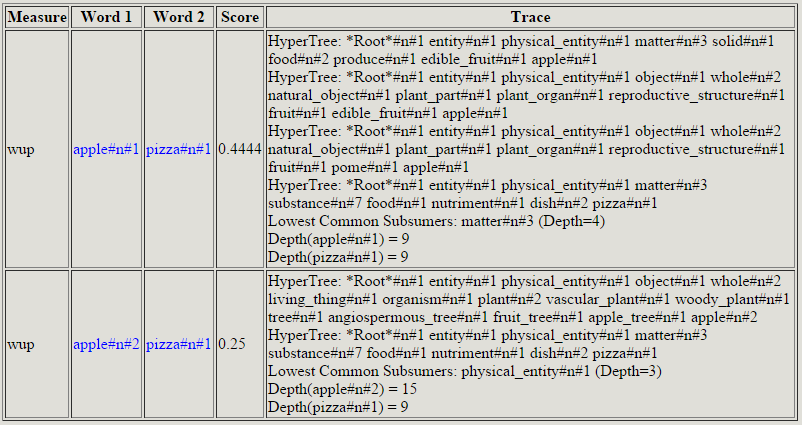 Measure Word 1 Word 2 Score Trace
HyperTree: *Root*#n#1 entity#n#1 physical_entity#n#1 matter#n#3 solid#n#1
food#n#2 produce#n#1 edible_fruit#n#1 apple#n#1
HyperTree: *Root*#n#1 entity#n#1 physical_entity#n#1 object#n#1 whole#n#2
natural_object#n#1 plant_part#n#1 plant_organ#n#1 reproductive_structure#n#1
fruit#n#1 edible_fruit#n#1 apple#n#1
HyperTree: *Root*#n#1 entity#n#1 physical_entity#n#1 object#n#1 whole#n#2
wup apple#n#1 pizza#n#1 0.4444 natural_object#n#1 plant_part#n#1 plant_organ#n#1 reproductive_structure#n#1
fruit#n#1 pome#n#1 apple#n#1
HyperTree: *Root*#n#1 entity#n#1 physical_entity#n#1 matter#n#3
substance#n#7 food#n#1 nutriment#n#1 dish#n#2 pizza#n#1
Lowest Common Subsumers: matter#n#3 (Depth=4)
Depth(apple#n#1) = 9
Depth(pizza#n#1) = 9
HyperTree: *Root*#n#1 entity#n#1 physical_entity#n#1 object#n#1 whole#n#2
living_thing#n#1 organism#n#1 plant#n#2 vascular_plant#n#1 woody_plant#n#1
tree#n#1 angiospermous_tree#n#1 fruit_tree#n#1 apple_tree#n#1 apple#n#2
wup apple#n#2 pizza#n#1 0.25 HyperTree: *Root*#n#1 entity#n#1 physical_entity#n#1 matter#n#3
substance#n#7 food#n#1 nutriment#n#1 dish#n#2 pizza#n#1
Lowest Common Subsumers: physical_entity#n#1 (Depth=3)
Depth(apple#n#2) = 15
Depth(pizza#n#1) = 9